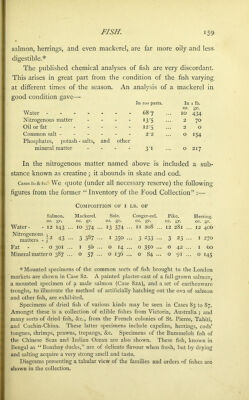 FISH. 159
salmon, herrings, and even mackerel, are far more oily and less
digestible.*
The published chemical analyses of fish are very discordant.
This arises in great part from the condition of the fish varying
at different times of the season. An analysis of a mackerel in
good condition gave—
In 100 parts. In 1 lb.
oz. gr.
Water - - - - - - 68·7 ... 10 434
Nitrogenous matter - - - 13·5 ... 2 70
Oil or fat - - - - - 12·5 ... 2 0
Common salt - - - - - 2·2 ... 0 154
Phosphates, potash-salts, and other
mineral matter - - - 3·1 ... 0 217
In the nitrogenous matter named above is included a sub-
stance known as creatine; it abounds in skate and cod.
Cases 82 & 82a We quote (under all necessary reserve) the following
figures from the former "Inventory of the Food Collection":—
COMPOSITION OF 1 LB. OF
Salmon. Mackerel. Sole. Conger-eel. Pike. Herring.
oz. gr. oz. gr. oz. gr. oz. gr. oz. gr. oz. gr.
Water - 12 143 ... 10 374 ... 13 374 ... 11 208 ... 12 281 ... 12 406
Nitrogenous
matters - } 2 43 ... 3 367 ... 1 350 ... 3 233 ... 3 25 ... 1 270
Fat - 0 301 ... 1 56 ... 0 14 ... 0 350 ... 0 42 ... 1 00
Mineral matter 0 387 ... 0 57 ... 0 136 ... 0 84 ... 0 91 ... 0 145
* Mounted specimens of the common sorts of fish brought to the London
markets are shown in Case 82. A painted plaster-cast of a full grown salmon,
a mounted specimen of a male salmon (Case 82a), and a set of earthenware
troughs, to illustrate the method of artificially hatching out the ova of salmon
and other fish, are exhibited.
Specimens of dried fish of various kinds may be seen in Cases 83 to 87.
Amongst these is a collection of edible fishes from Victoria, Australia; and
many sorts of dried fish, &c., from the French colonies of St. Pierre, Tahiti,
and Cochin-China. These latter specimens include capelins, herrings, cods'
tongues, shrimps, prawns, trepangs, &c. Specimens of the Bummeloh fish of
the Chinese Seas and Indian Ocean are also shown. These fish, known in
Bengal as "Bombay ducks," are of delicate flavour when fresh, but by drying
and salting acquire a very strong smell and taste.
Diagrams presenting a tabular view of the families and orders of fishes are
shown in the collection.